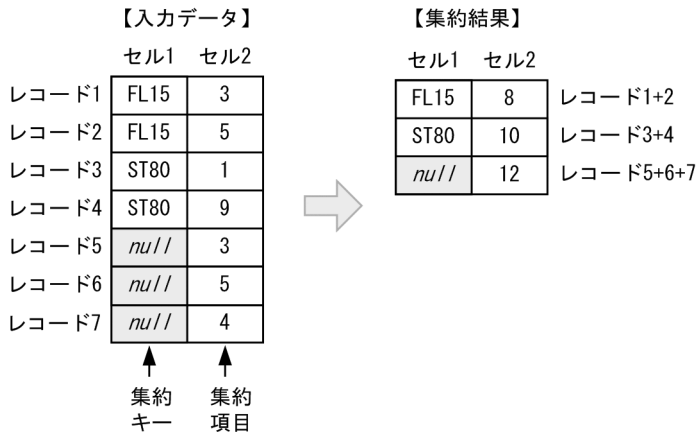 【入力データ】
セル1 セル2
レコード1 FL15 3
レコード2 FL15 5
レコード3 ST80 1
レコード4 ST80 9
レコード5 null 3
レコード6 null 5
レコード7 null 4
集約キー
集約項目
【集約結果】
セル1 セル2
FL15 8 レコード1+2
ST80 10 レコード3+4
null 12 レコード5+6+7